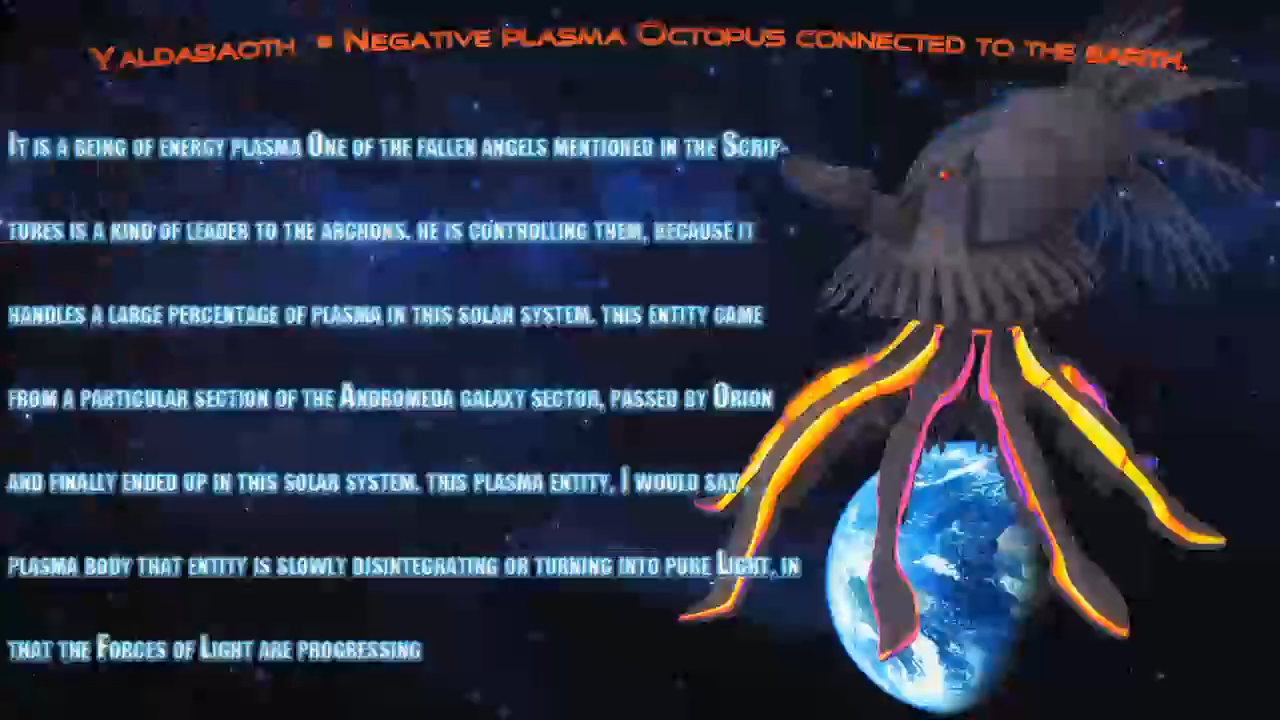 Yaldabaoth = Negative plasma Octopus connected to the earth.
It is a being of energy plasma One of the fallen angels mentioned in the Scrip-
tures is a kind of leader to the archons. he is controlling them, because it
handles a large percentage of plasma in this solar system. this entity came
from a particular section of the Andromeda galaxy sector, passed by Orion
and finally ended up in this solar system. this plasma entity, I would say,
plasma body that entity is slowly disintegrating or turning into pure Light, in
that the Forces of Light are progressing